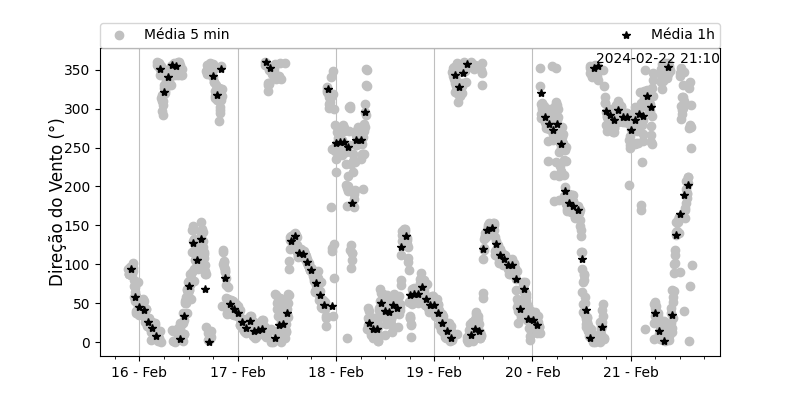 Média 5 min
Média 1h
2024-02-22 21:10
Direção do Vento (°)
350
300
250
200
150
100
50
0
16 - Feb
17 - Feb
18 - Feb
19 - Feb
20 - Feb
21 - Feb